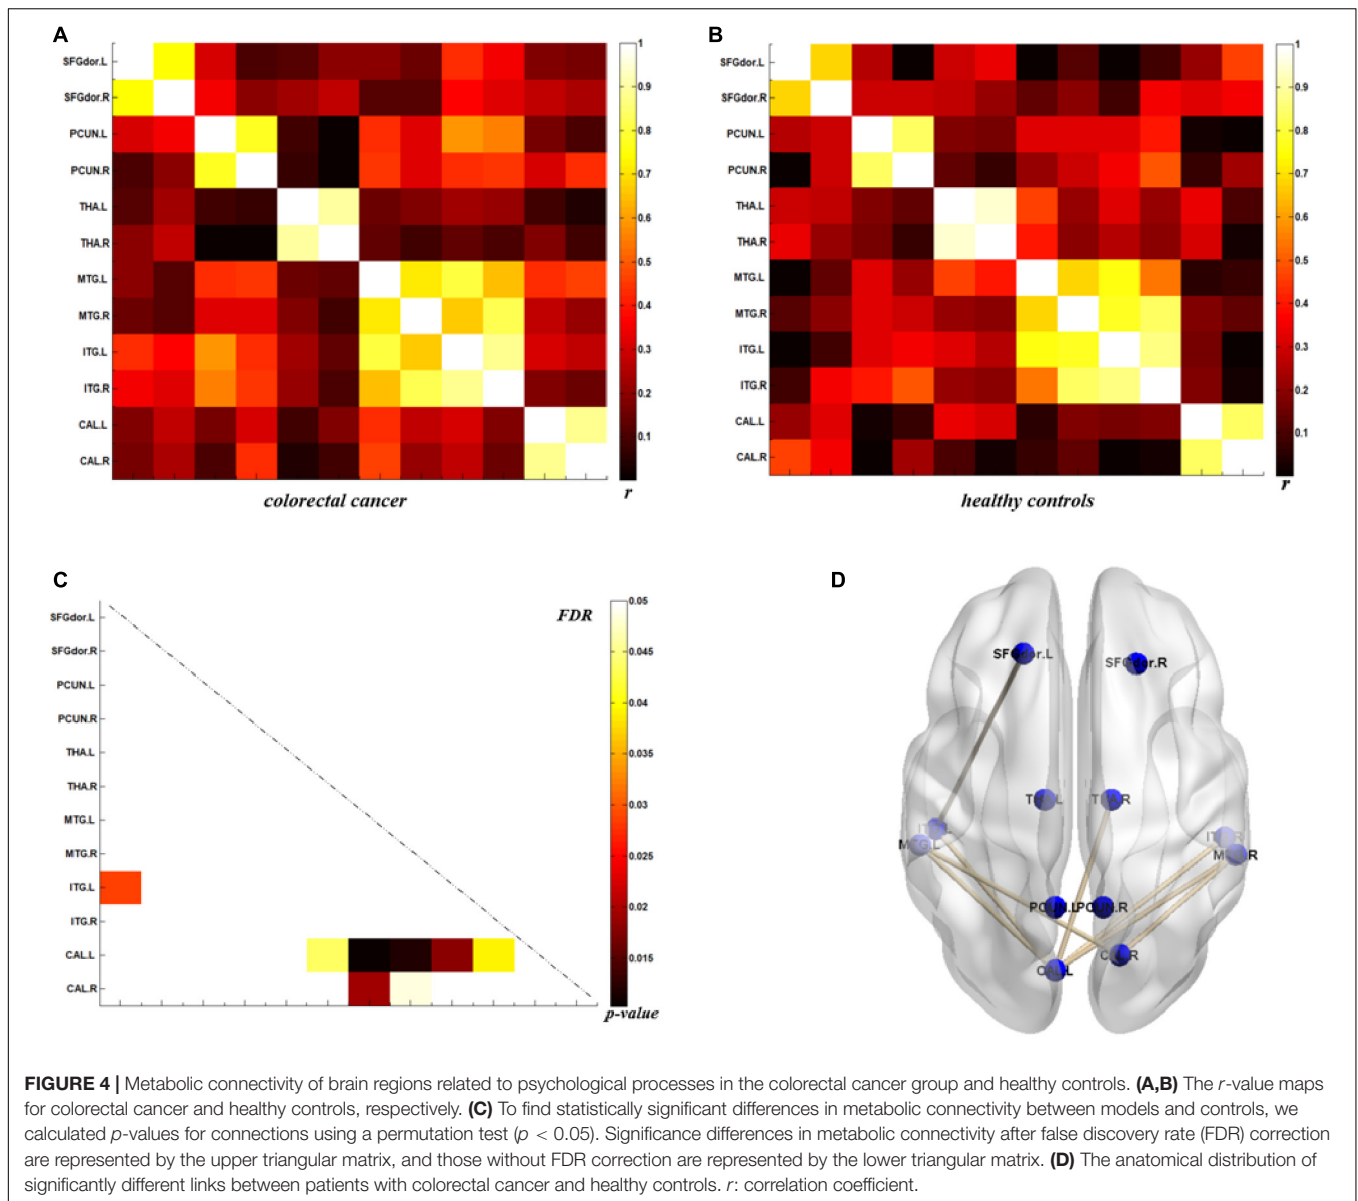 A
SFGdor.L
SFGdor.R
PCUN.L
PCUN.R
THA.L
THA.R
MTG.L
MTG.R
ITG.L
ITG.R
CAL.L
CAL.R
1
0.9
0.8
0.7
0.6
0.5
0.4
0.3
0.2
0.1
r
colorectal cancer
B
SFGdor.L
SFGdor.R
PCUN.L
PCUN.R
THA.L
THA.R
MTG.L
MTG.R
ITG.L
ITG.R
CAL.L
CAL.R
1
0.9
0.8
0.7
0.6
0.5
0.4
0.3
0.2
0.1
r
healthy controls
C
SFGdor.L
SFGdor.R
PCUN.L
PCUN.R
THA.L
THA.R
MTG.L
MTG.R
ITG.L
ITG.R
CAL.L
CAL.R
FDR
0.05
0.045
0.04
0.035
0.03
0.025
0.02
0.015
p-value
D
SFGdor.L
SFGdor.R
THA.L
THA.R
MTG.L
PCUN.L
PCUN.R
CAL.L
CAL.R
FIGURE 4 | Metabolic connectivity of brain regions related to psychological processes in the colorectal cancer group and healthy controls. (A,B) The r-value maps
for colorectal cancer and healthy controls, respectively. (C) To find statistically significant differences in metabolic connectivity between models and controls, we
calculated p-values for connections using a permutation test (p < 0.05). Significance differences in metabolic connectivity after false discovery rate (FDR) correction
are represented by the upper triangular matrix, and those without FDR correction are represented by the lower triangular matrix. (D) The anatomical distribution of
significantly different links between patients with colorectal cancer and healthy controls. r: correlation coefficient.